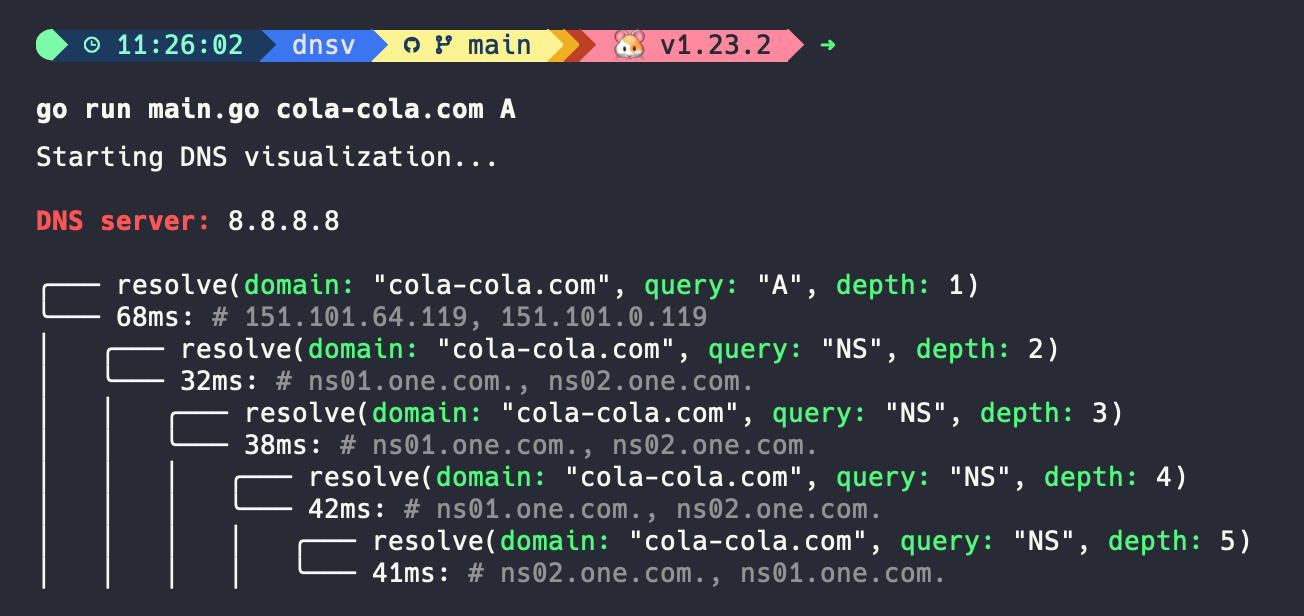 11:26:02 dnsv main v1.23.2 →
go run main.go cola-cola.com A
Starting DNS visualization...
DNS server: 8.8.8.8
resolve(domain: "cola-cola.com", query: "A", depth: 1)
68ms: # 151.101.64.119, 151.101.0.119
resolve(domain: "cola-cola.com", query: "NS", depth: 2)
32ms: # ns01.one.com., ns02.one.com.
resolve(domain: "cola-cola.com", query: "NS", depth: 3)
38ms: # ns01.one.com., ns02.one.com.
resolve(domain: "cola-cola.com", query: "NS", depth: 4)
42ms: # ns01.one.com., ns02.one.com.
resolve(domain: "cola-cola.com", query: "NS", depth: 5)
41ms: # ns02.one.com., ns01.one.com.